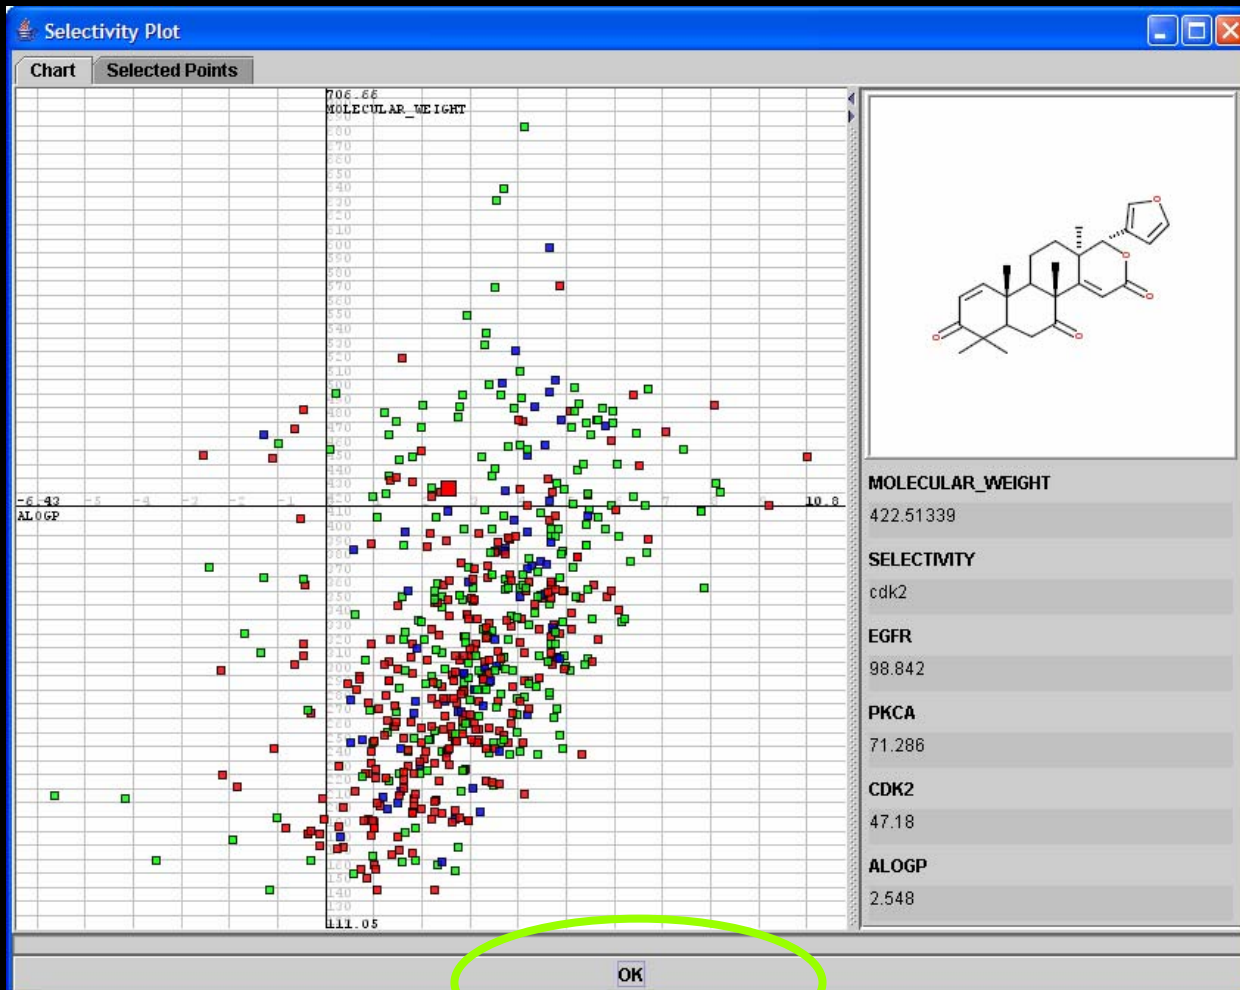 Selectivity Plot
Chart
Selected Points
706.66
MOLECULAR_WEIGHT
-6.43
10.8
ALOGP
111.05
MOLECULAR_WEIGHT
422.51339
SELECTIVITY
cdk2
EGFR
98.842
PKCA
71.286
CDK2
47.18
ALOGP
2.548
OK